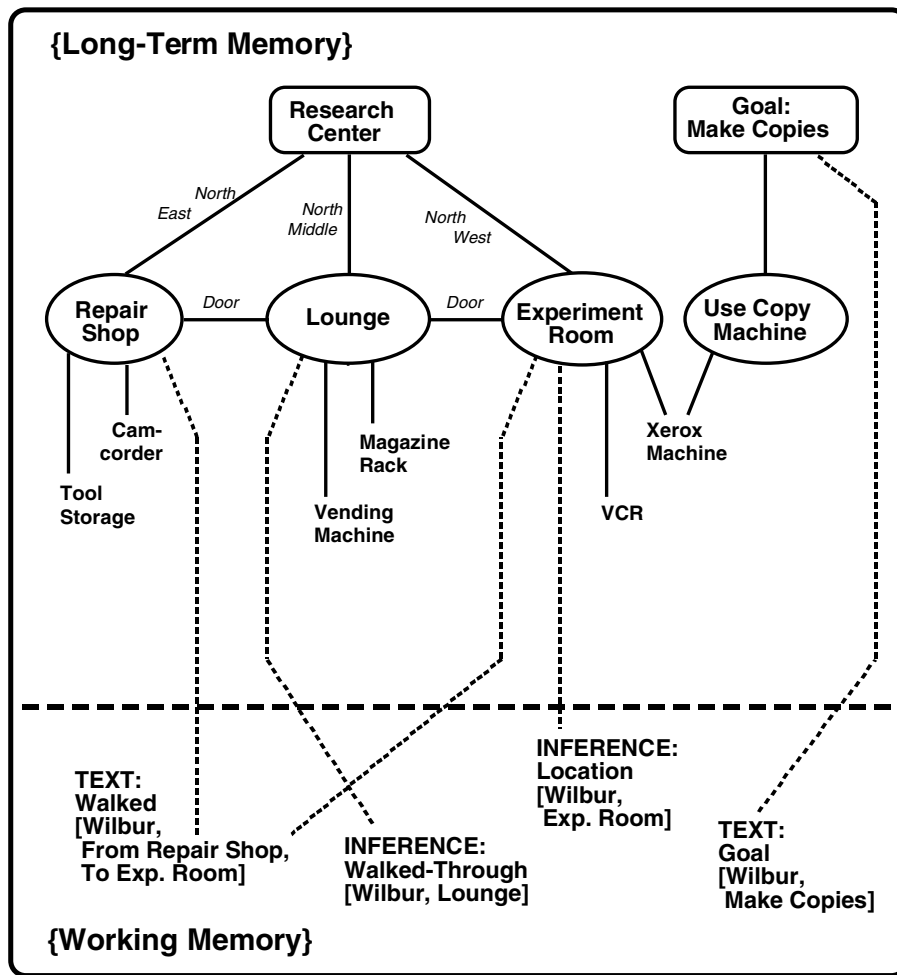 {Long-Term Memory}
Research
Center
Goal:
Make Copies
North
East
North
Middle
North
West
Repair
Shop
Door
Lounge
Door
Experiment
Room
Use Copy
Machine
Cam-
corder
Tool
Storage
Magazine
Rack
Vending
Machine
VCR
Xerox
Machine
TEXT:
Walked
[Wilbur,
From Repair Shop,
To Exp. Room]
INFERENCE:
Walked-Through
[Wilbur, Lounge]
INFERENCE:
Location
[Wilbur,
Exp. Room]
TEXT:
Goal
[Wilbur,
Make Copies]
{Working Memory}